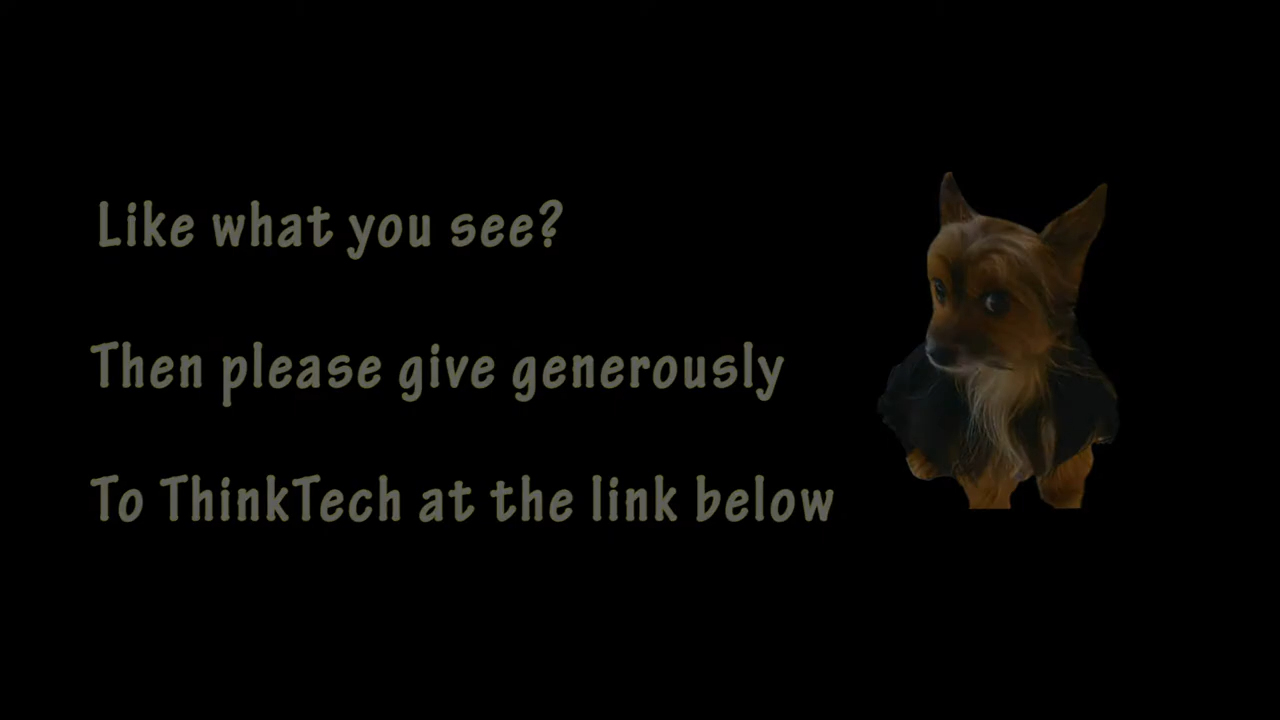 Like what you see?
Then please give generously
To ThinkTech at the link below